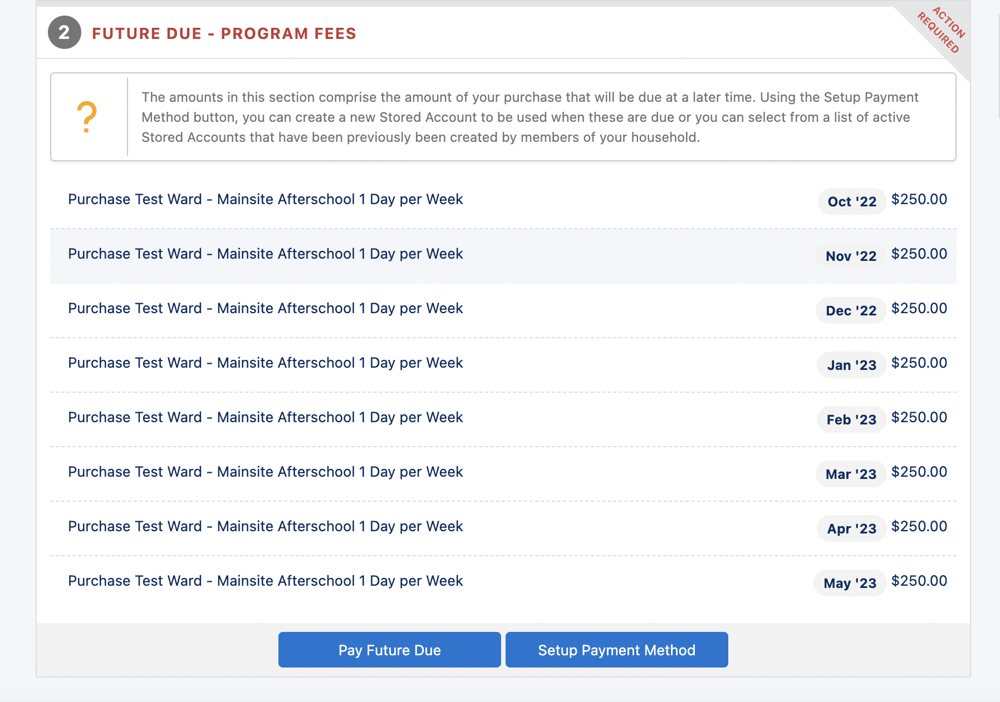 2 FUTURE DUE - PROGRAM FEES
ACTION
REQUIRED
?
The amounts in this section comprise the amount of your purchase that will be due at a later time. Using the Setup Payment
Method button, you can create a new Stored Account to be used when these are due or you can select from a list of active
Stored Accounts that have been previously been created by members of your household.
Purchase Test Ward - Mainsite Afterschool 1 Day per Week Oct '22 $250.00
Purchase Test Ward - Mainsite Afterschool 1 Day per Week Nov '22 $250.00
Purchase Test Ward - Mainsite Afterschool 1 Day per Week Dec '22 $250.00
Purchase Test Ward - Mainsite Afterschool 1 Day per Week Jan '23 $250.00
Purchase Test Ward - Mainsite Afterschool 1 Day per Week Feb '23 $250.00
Purchase Test Ward - Mainsite Afterschool 1 Day per Week Mar '23 $250.00
Purchase Test Ward - Mainsite Afterschool 1 Day per Week Apr '23 $250.00
Purchase Test Ward - Mainsite Afterschool 1 Day per Week May '23 $250.00
Pay Future Due Setup Payment Method